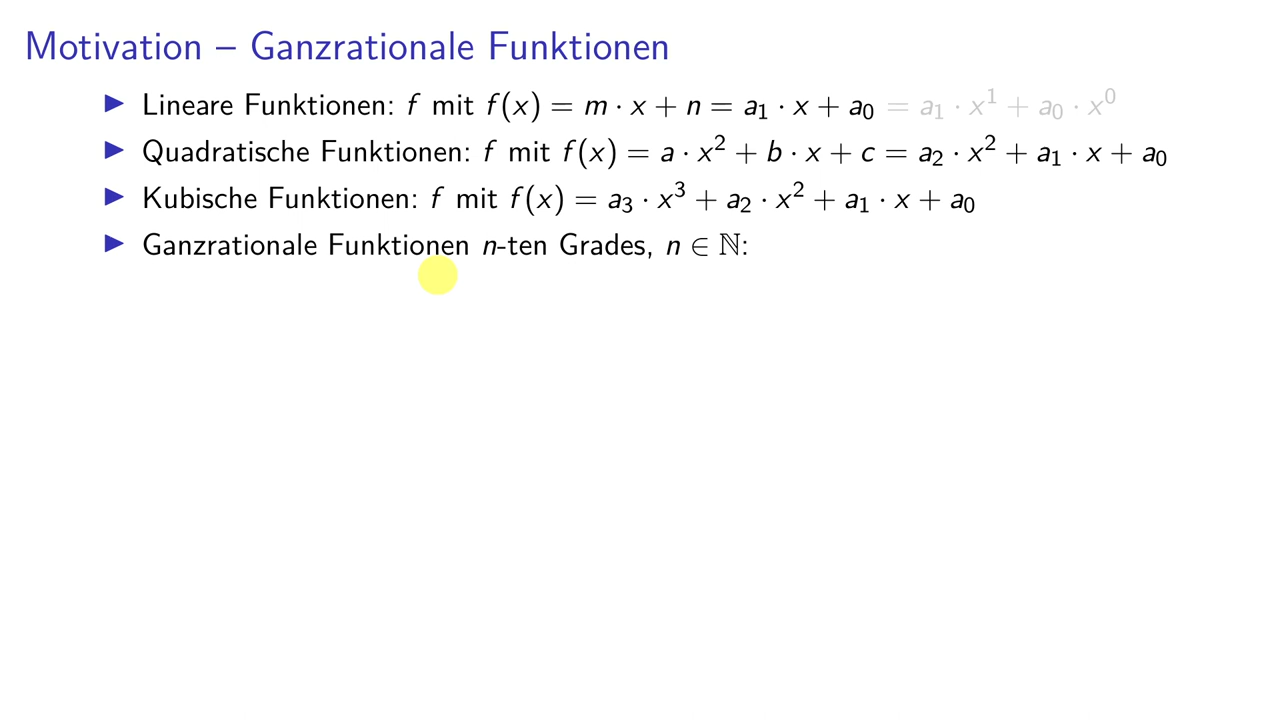 Motivation – Ganzrationale Funktionen
▶ Lineare Funktionen: f mit f(x) = m · x + n = a₁ · x + a₀ = a₁ · x¹ + a₀ · x⁰
▶ Quadratische Funktionen: f mit f(x) = a · x² + b · x + c = a₂ · x² + a₁ · x + a₀
▶ Kubische Funktionen: f mit f(x) = a₃ · x³ + a₂ · x² + a₁ · x + a₀
▶ Ganzrationale Funktionen n-ten Grades, n ∈ ℕ: